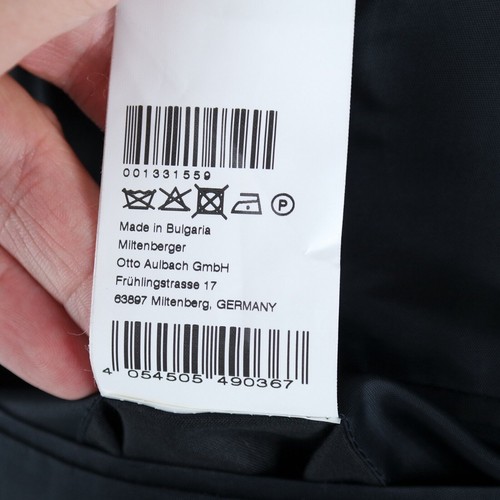 001331559
P
Made in Bulgaria
Miltenberger
Otto Aulbach GmbH
Frühlingstrasse 17
63897 Miltenberg, GERMANY
4 054505 490367